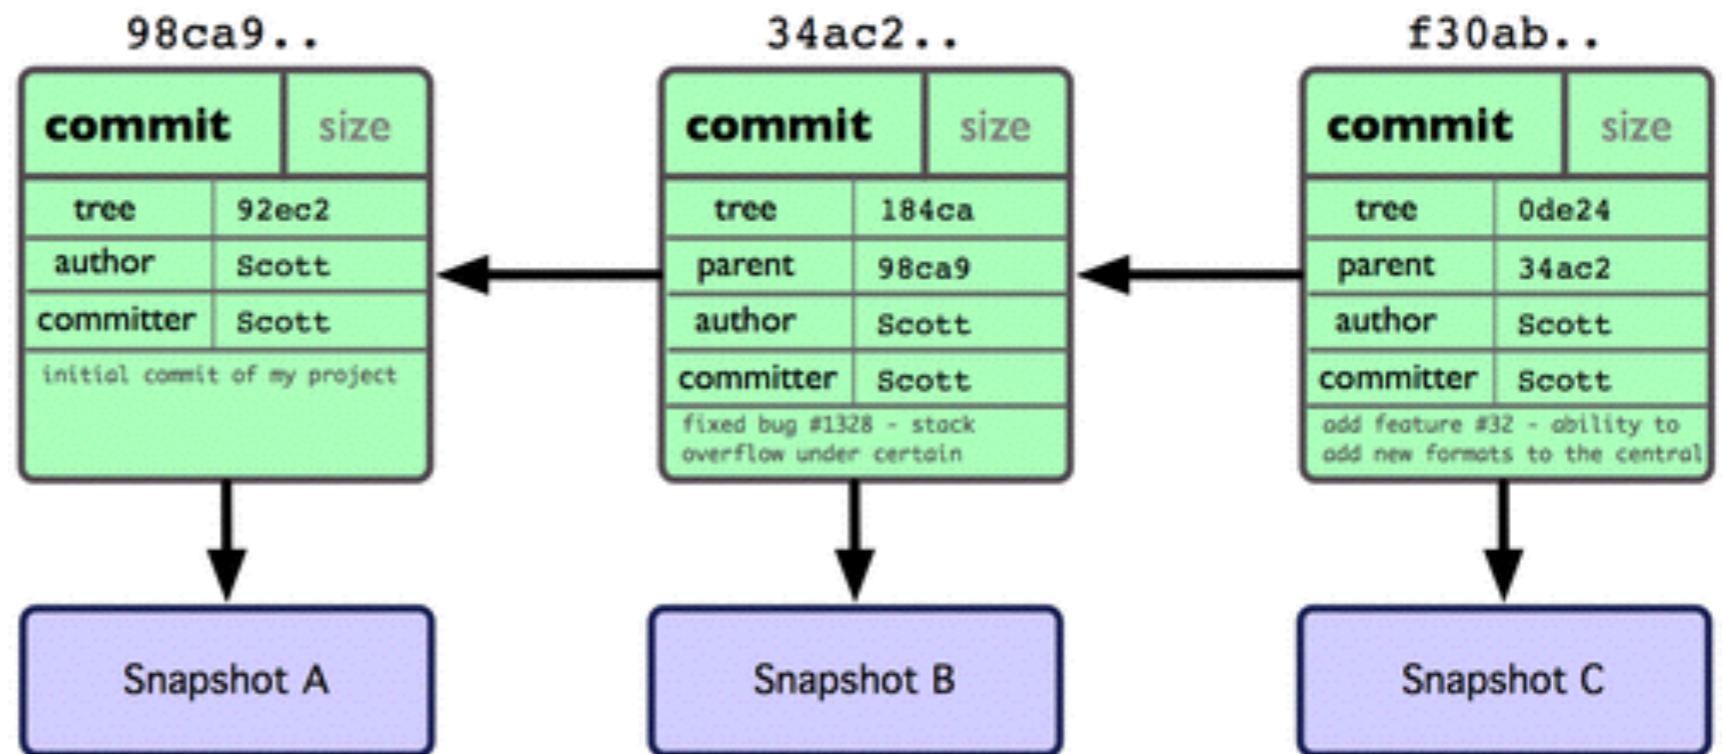 98ca9..
commit size
tree 92ec2
author Scott
committer Scott
initial commit of my project
Snapshot A
34ac2..
commit size
tree 184ca
parent 98ca9
author Scott
committer Scott
fixed bug #1328 - stack
overflow under certain
Snapshot B
f30ab..
commit size
tree 0de24
parent 34ac2
author Scott
committer Scott
add feature #32 - ability to
add new formats to the central
Snapshot C